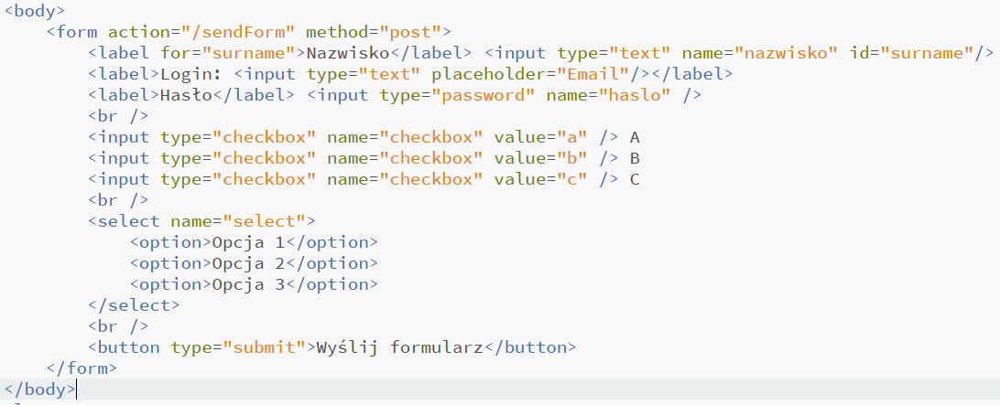 <body>
    <form action="/sendForm" method="post">
        <label for="surname">Nazwisko</label> <input type="text" name="nazwisko" id="surname"/>
        <label>Login: <input type="text" placeholder="Email"/></label>
        <label>Hasło</label> <input type="password" name="haslo" />
        <br />
        <input type="checkbox" name="checkbox" value="a" /> A
        <input type="checkbox" name="checkbox" value="b" /> B
        <input type="checkbox" name="checkbox" value="c" /> C
        <br />
        <select name="select">
            <option>Opcja 1</option>
            <option>Opcja 2</option>
            <option>Opcja 3</option>
        </select>
        <br />
        <button type="submit">Wyślij formularz</button>
    </form>
</body>